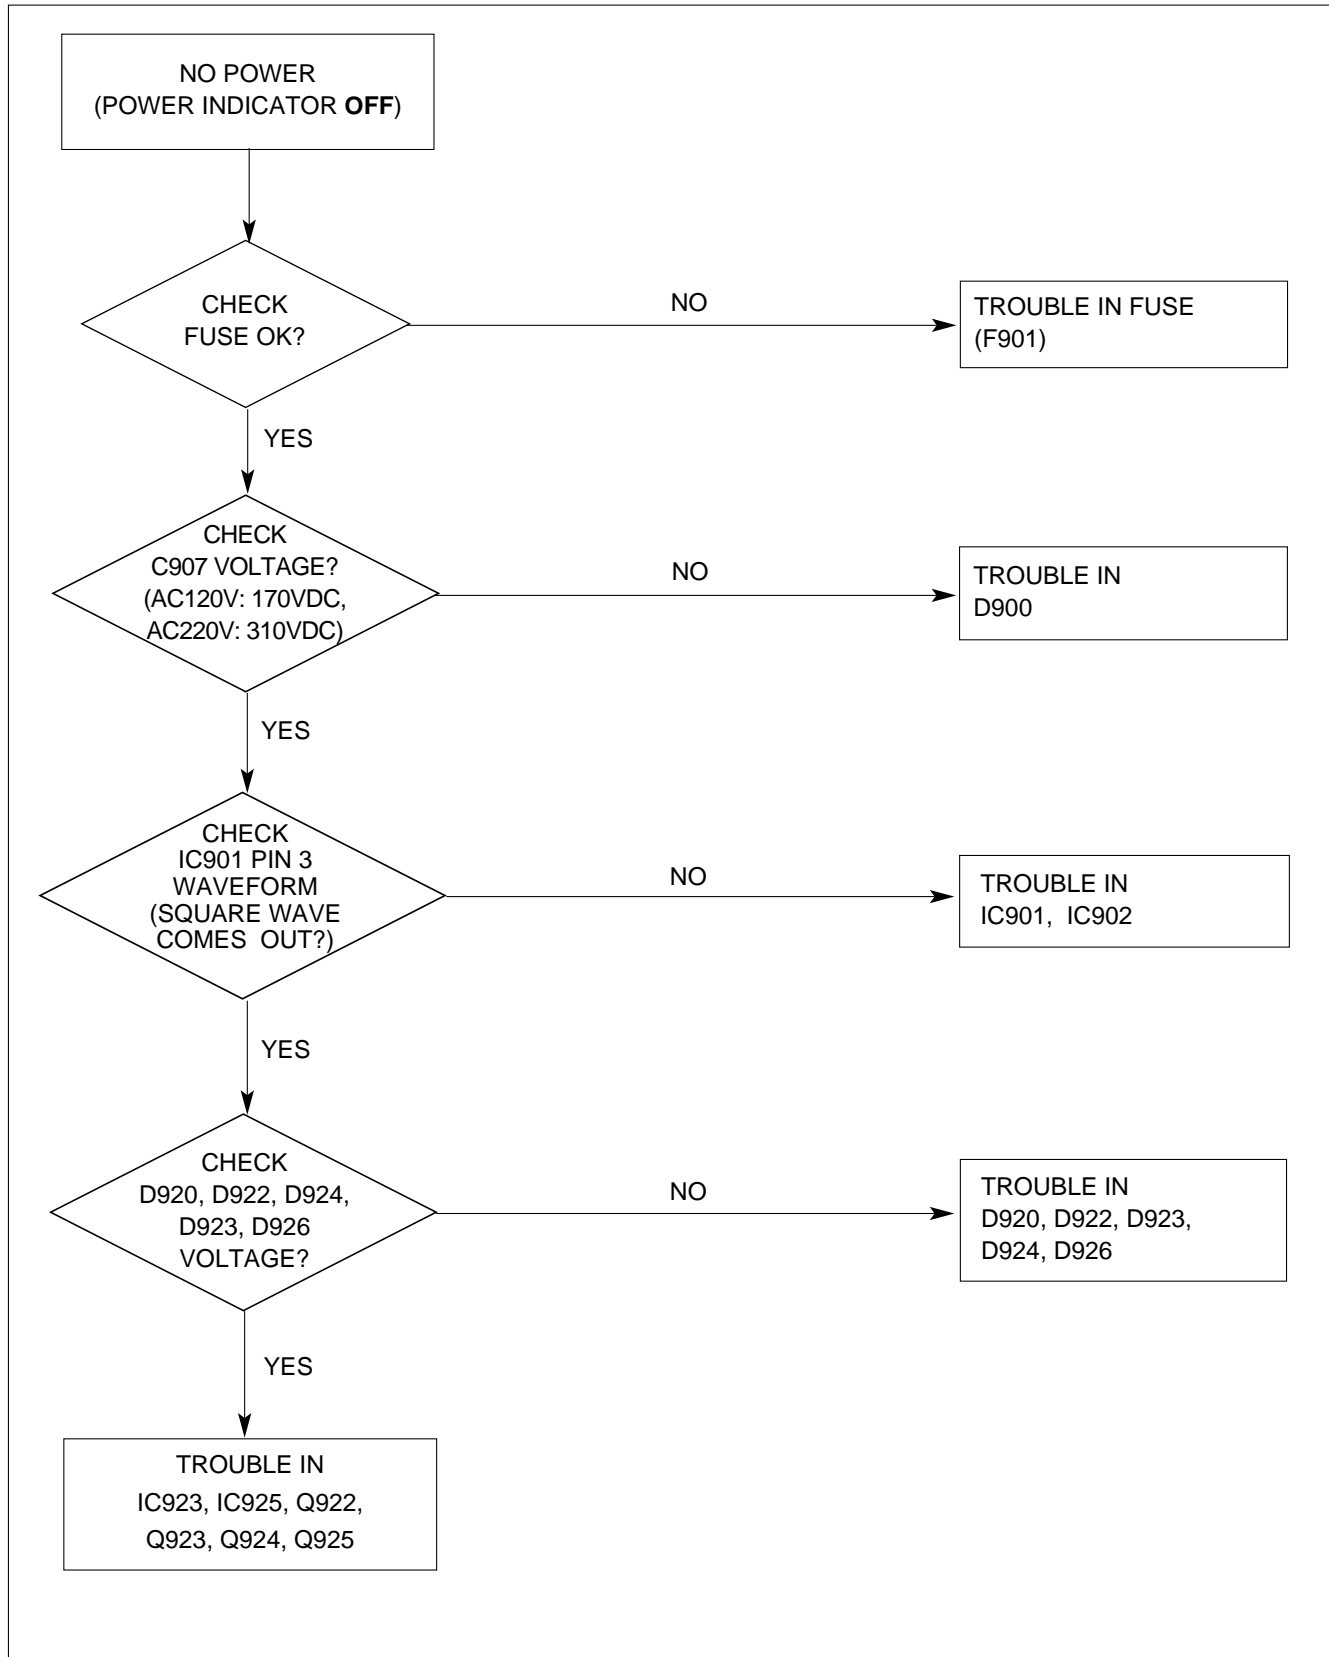 NO POWER
(POWER INDICATOR OFF)
CHECK
FUSE OK?
NO
TROUBLE IN FUSE
(F901)
YES
CHECK
C907 VOLTAGE?
(AC120V: 170VDC,
AC220V: 310VDC)
NO
TROUBLE IN
D900
YES
CHECK
IC901 PIN 3
WAVEFORM
(SQUARE WAVE
COMES OUT?)
NO
TROUBLE IN
IC901, IC902
YES
CHECK
D920, D922, D924,
D923, D926
VOLTAGE?
NO
TROUBLE IN
D920, D922, D923,
D924, D926
YES
TROUBLE IN
IC923, IC925, Q922,
Q923, Q924, Q925